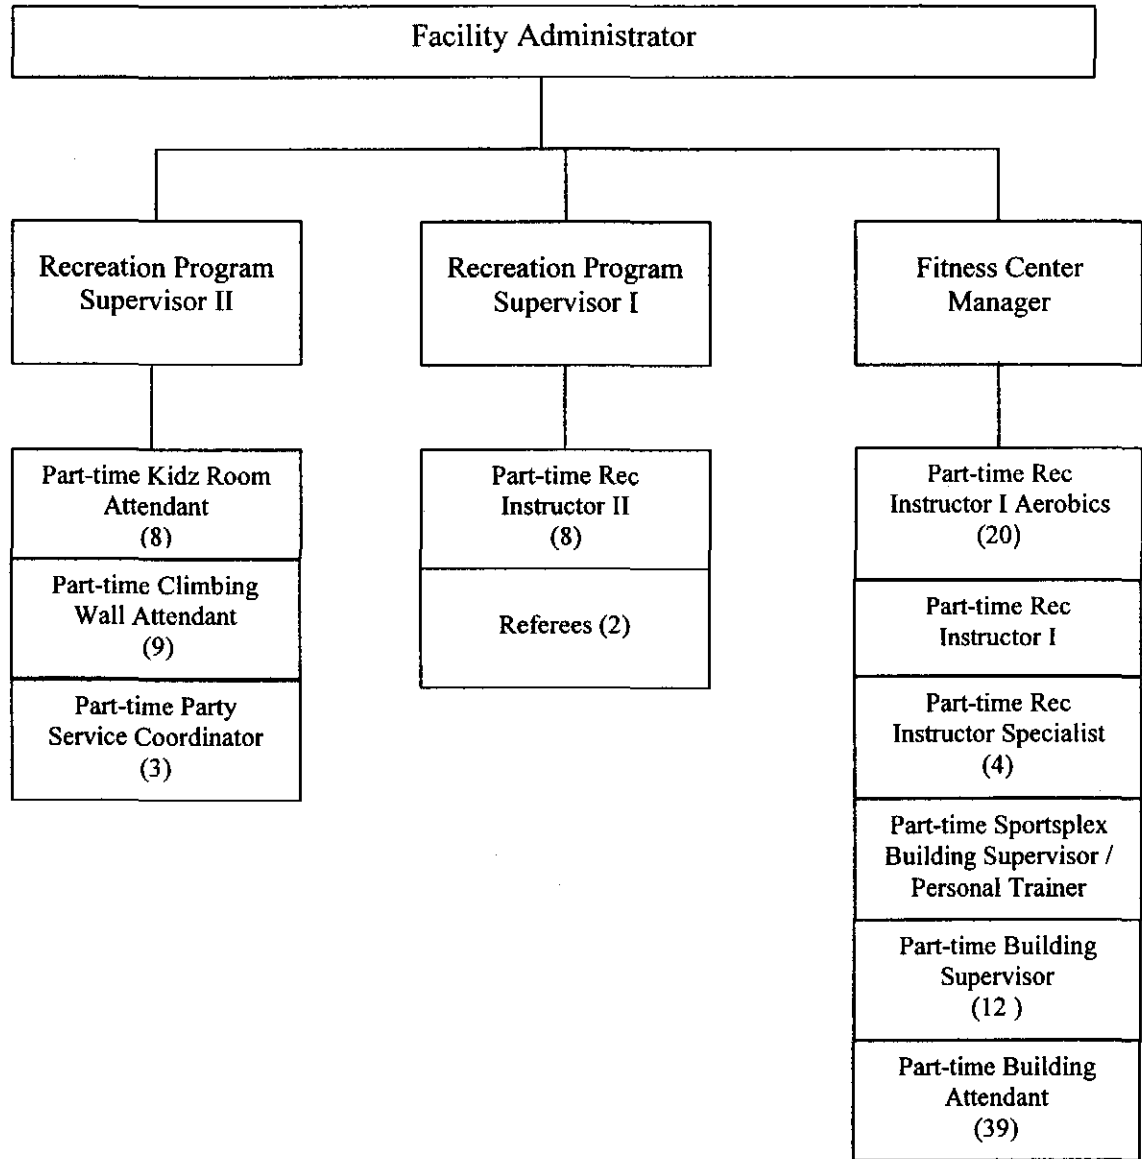 Facility Administrator
Recreation Program
Supervisor II
Recreation Program
Supervisor I
Fitness Center
Manager
Part-time Kidz Room
Attendant
(8)
Part-time Climbing
Wall Attendant
(9)
Part-time Party
Service Coordinator
(3)
Part-time Rec
Instructor II
(8)
Referees (2)
Part-time Rec
Instructor I Aerobics
(20)
Part-time Rec
Instructor I
Part-time Rec
Instructor Specialist
(4)
Part-time Sportsplex
Building Supervisor /
Personal Trainer
Part-time Building
Supervisor
(12 )
Part-time Building
Attendant
(39)